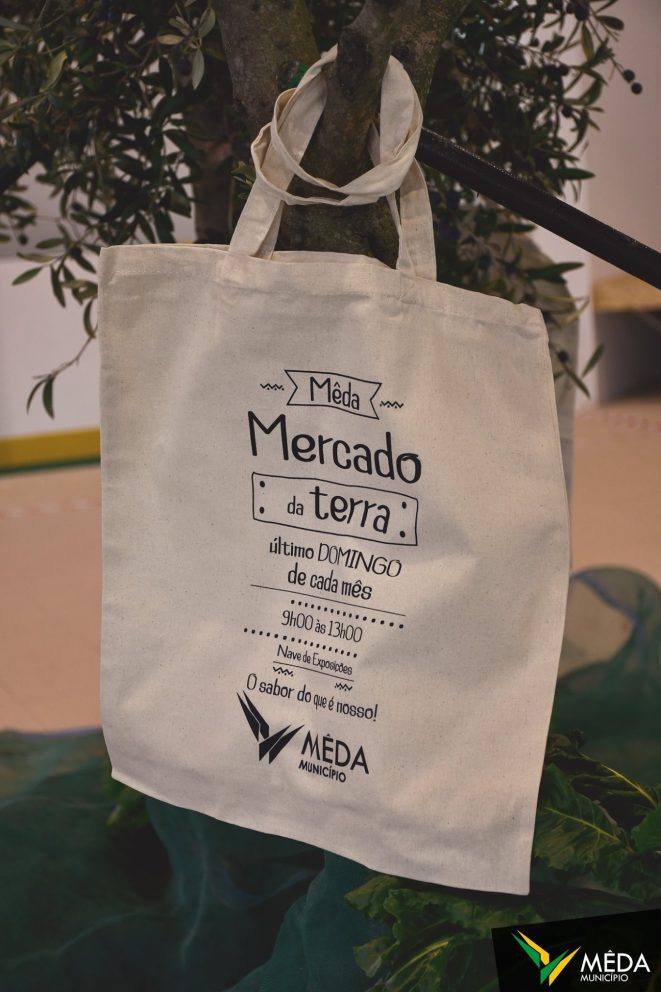 Mêda
Mercado
da terra
último DOMINGO
de cada mês
9h00 às 13h00
Nave de Exposições
O sabor do que é nosso!
MÊDA
MUNICÍPIO
MÊDA
MUNICÍPIO